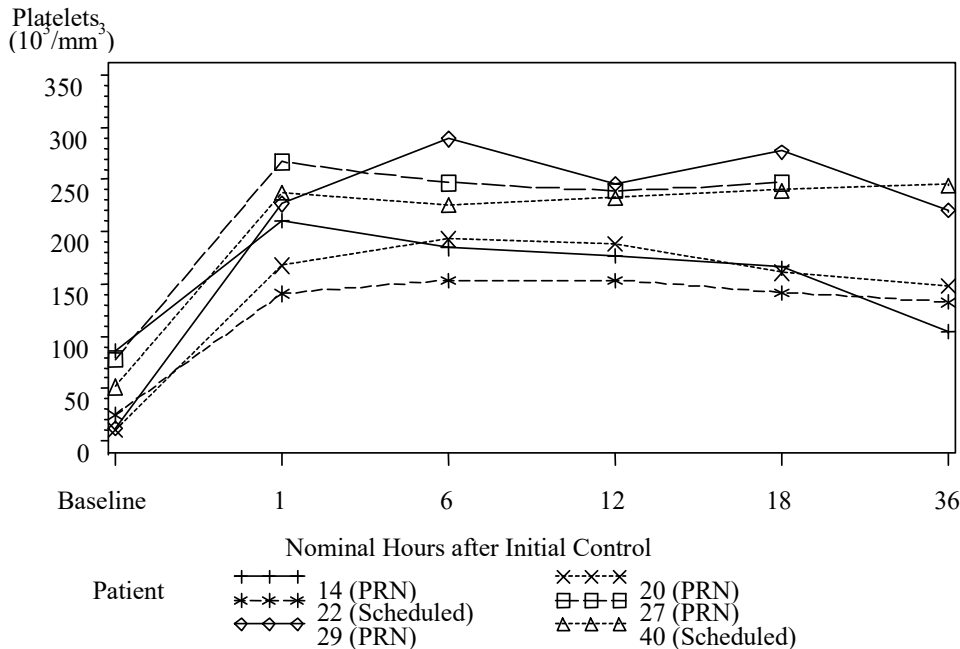 Platelets
(10³/mm³)
350
300
250
200
150
100
50
0
Baseline 1 6 12 18 36
Nominal Hours after Initial Control
Patient
14 (PRN) 20 (PRN)
22 (Scheduled) 27 (PRN)
29 (PRN) 40 (Scheduled)